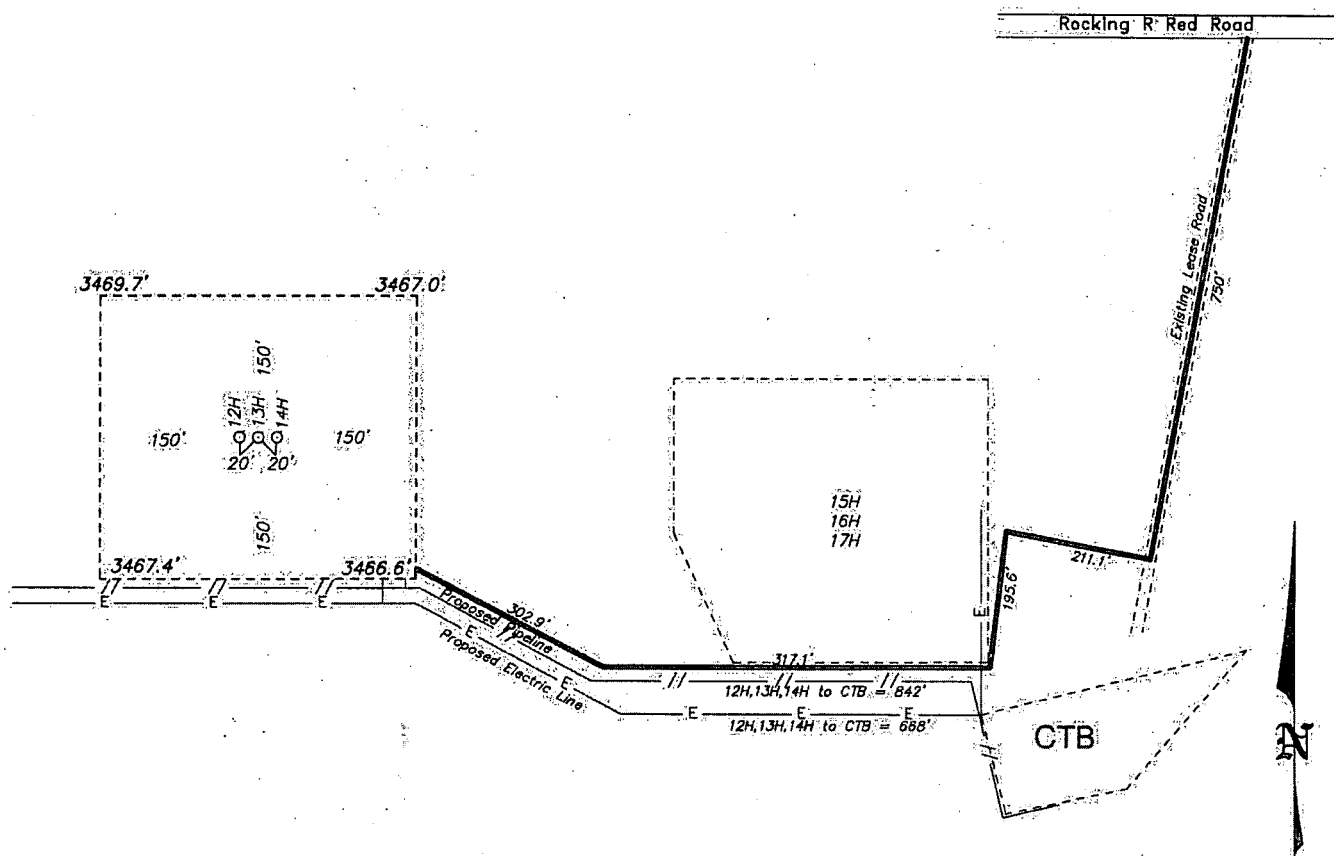 Rocking R Red Road
Existing Lease Road
750'
3469.7'
3467.0'
150'
12H
13H
14H
150'
150'
20'
20'
150'
3467.4'
3466.6'
15H
16H
17H
211.1'
195.6'
302.9'
Proposed Pipeline
317.1'
E
E
E
E
E
E
E
E
E
Proposed Electric Line
12H,13H,14H to CTB = 842'
12H,13H,14H to CTB = 668'
CTB
N